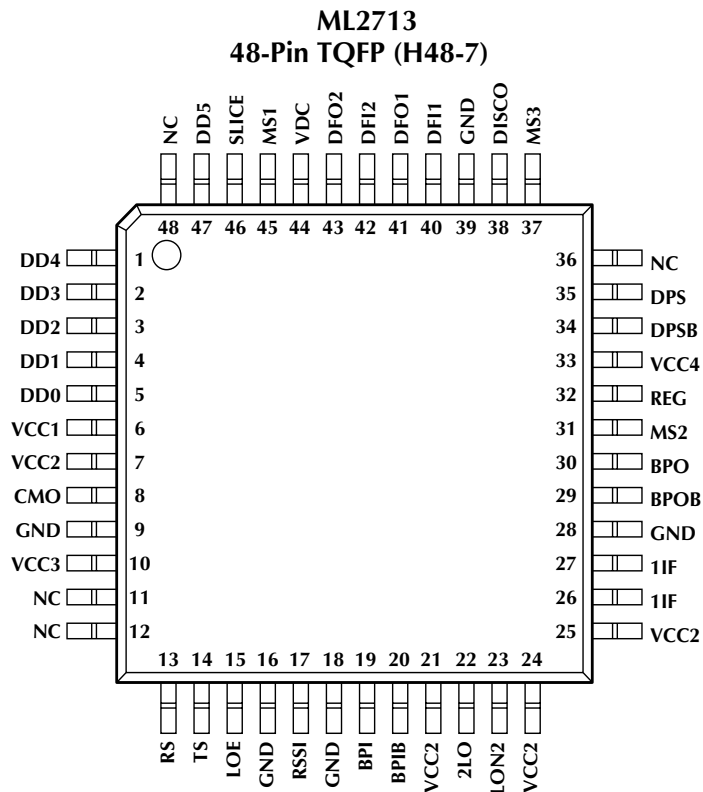 ML2713
48-Pin TQFP (H48-7)
NC DD5 SLICE MS1 VDC DFO2 DFI2 DFO1 DFI1 GND DISCO MS3
48 47 46 45 44 43 42 41 40 39 38 37
DD4 1 36 NC
DD3 2 35 DPS
DD2 3 34 DPSB
DD1 4 33 VCC4
DD0 5 32 REG
VCC1 6 31 MS2
VCC2 7 30 BPO
CMO 8 29 BPOB
GND 9 28 GND
VCC3 10 27 1IF
NC 11 26 1IF
NC 12 25 VCC2
13 14 15 16 17 18 19 20 21 22 23 24
RS TS LOE GND RSSI GND BPI BPIB VCC2 2LO LON2 VCC2